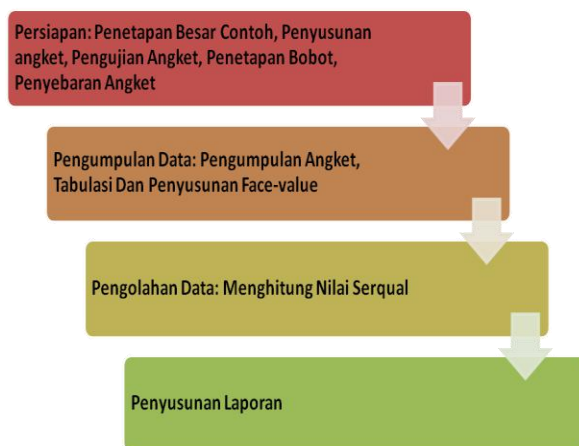 Persiapan: Penetapan Besar Contoh, Penyusunan
angket, Pengujian Angket, Penetapan Bobot,
Penyebaran Angket
Pengumpulan Data: Pengumpulan Angket,
Tabulasi Dan Penyusunan Face-value
Pengolahan Data: Menghitung Nilai Serqual
Penyusunan Laporan